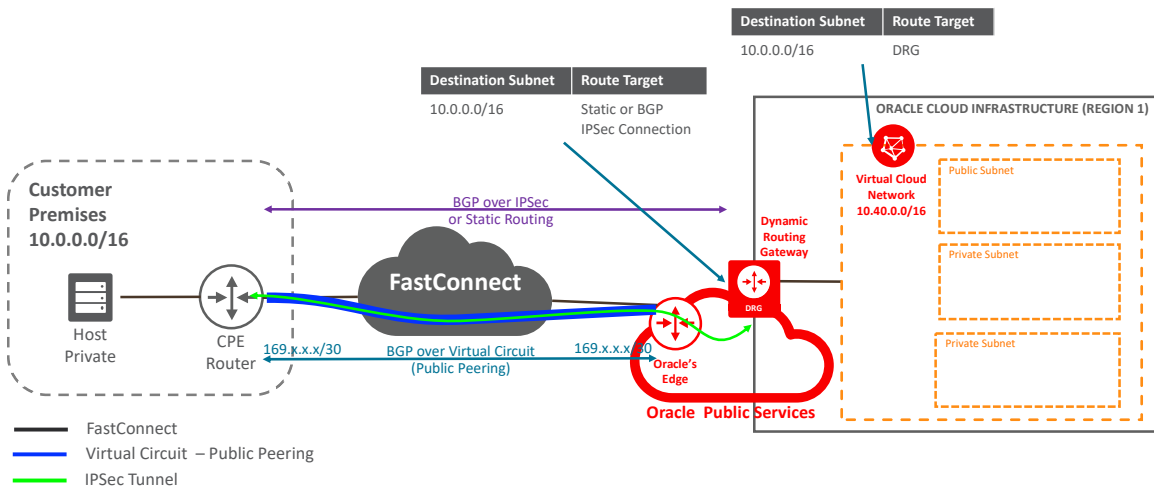 Destination Subnet Route Target
10.0.0.0/16 DRG
Destination Subnet Route Target
10.0.0.0/16 Static or BGP
IPSec Connection
ORACLE CLOUD INFRASTRUCTURE (REGION 1)
Virtual Cloud
Network
10.40.0.0/16
Public Subnet
Private Subnet
Private Subnet
Customer
Premises
10.0.0.0/16
BGP over IPSec
or Static Routing
Dynamic
Routing
Gateway
FastConnect
DRG
Host
Private
CPE
Router
169.x.x.x/30
BGP over Virtual Circuit
(Public Peering)
169.x.x.x/30
Oracle's
Edge
Oracle Public Services
FastConnect
Virtual Circuit – Public Peering
IPSec Tunnel